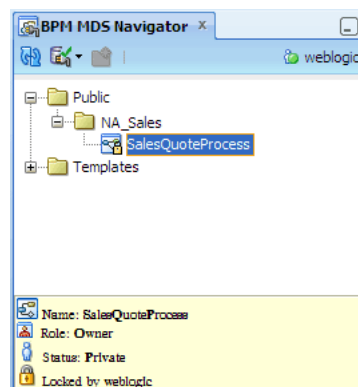 BPM MDS Navigator
weblogic
Public
NA_Sales
SalesQuoteProcess
Templates
Name: SalesQuoteProcess
Role: Owner
Status: Private
Locked by weblogic